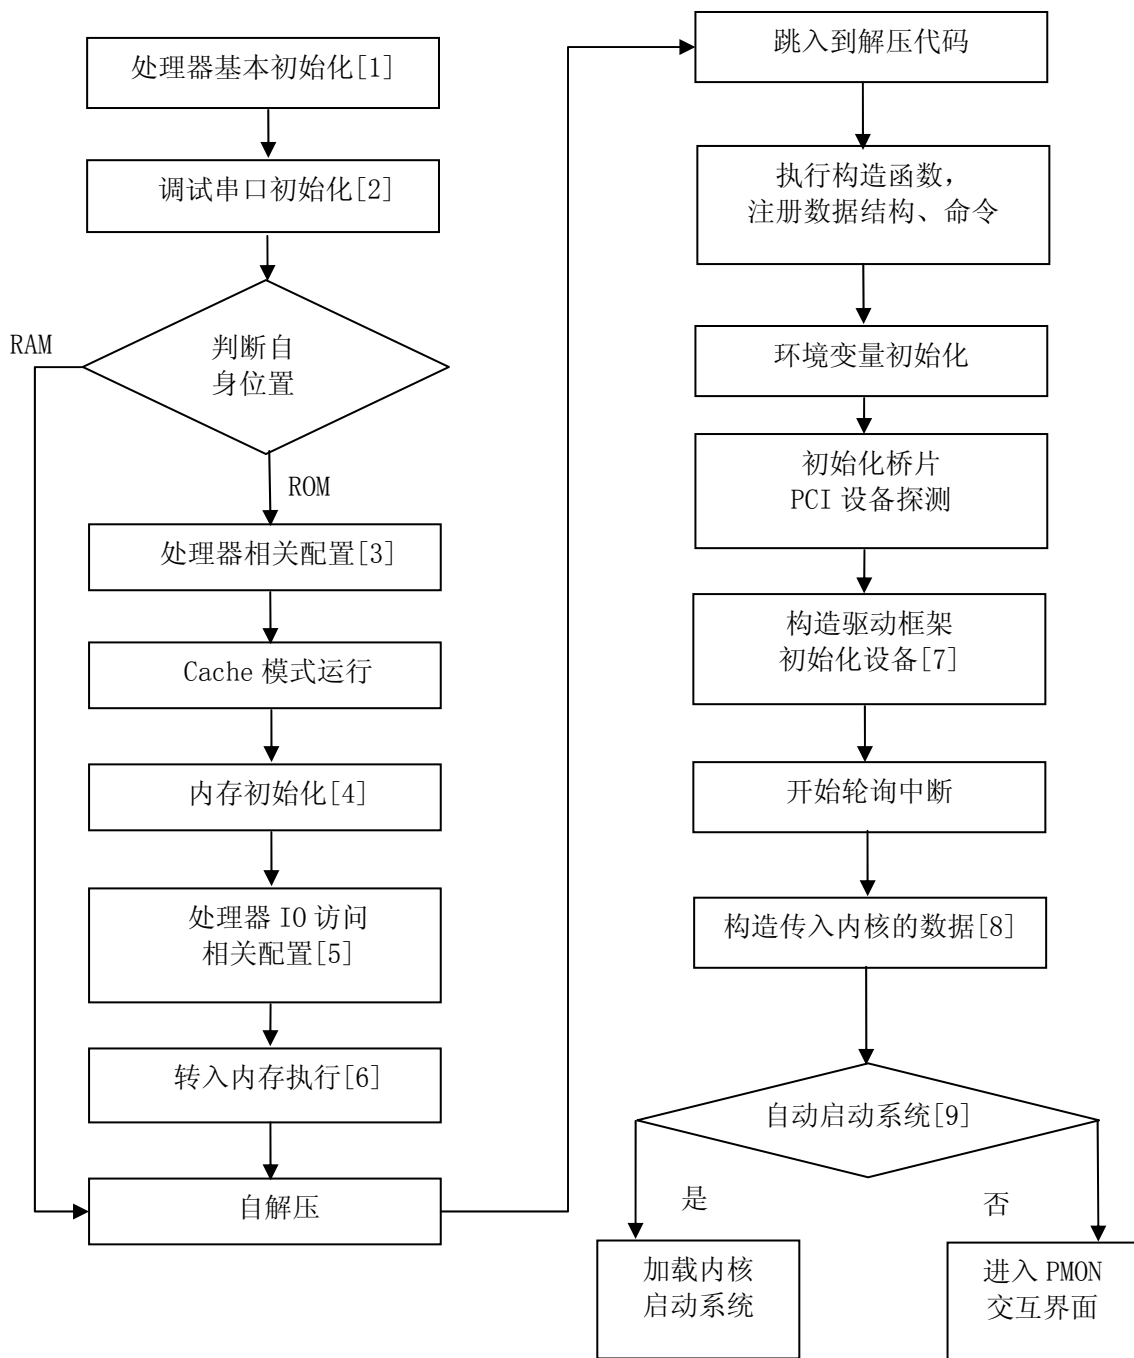 处理器基本初始化[1]
调试串口初始化[2]
判断自
身位置
RAM
ROM
处理器相关配置[3]
Cache 模式运行
内存初始化[4]
处理器 IO 访问
相关配置[5]
转入内存执行[6]
自解压
跳入到解压代码
执行构造函数，
注册数据结构、命令
环境变量初始化
初始化桥片
PCI 设备探测
构造驱动框架
初始化设备[7]
开始轮询中断
构造传入内核的数据[8]
自动启动系统[9]
是
否
加载内核
启动系统
进入 PMON
交互界面